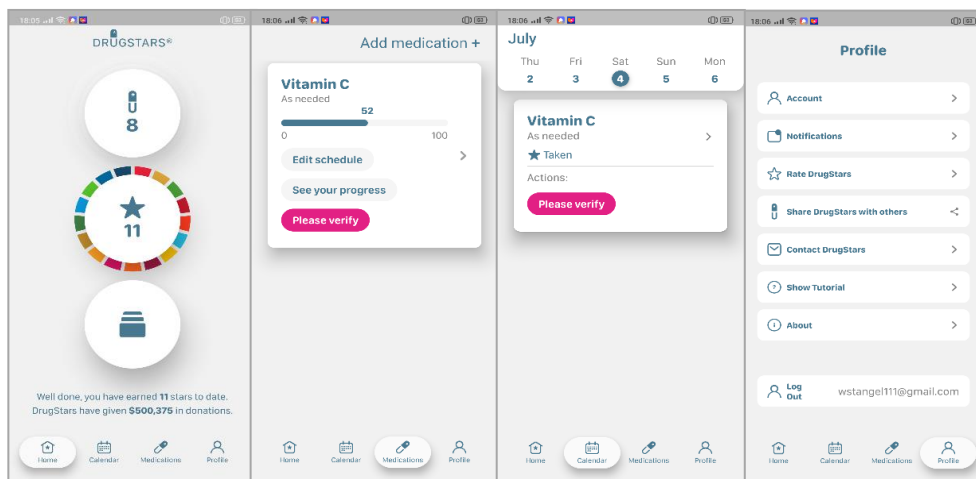 18:05
83
DRUGSTARS®
8
11
Well done, you have earned 11 stars to date.
DrugStars have given $500,375 in donations.
Home
Calendar
Medications
Profile
18:06
83
Add medication +
Vitamin C
As needed
52
0
100
Edit schedule
See your progress
Please verify
Home
Calendar
Medications
Profile
18:06
83
July
Thu Fri Sat Sun Mon
2 3 4 5 6
Vitamin C
As needed
Taken
Actions:
Please verify
Home
Calendar
Medications
Profile
18:06
83
Profile
Account
Notifications
Rate DrugStars
Share DrugStars with others
Contact DrugStars
Show Tutorial
About
Log
Out
wstangel111@gmail.com
Home
Calendar
Medications
Profile